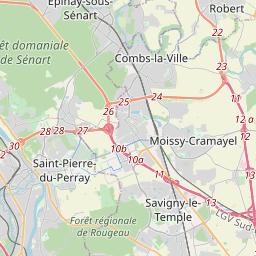 Épinay-sous-
Sénart
Robert
Forêt domaniale
de Sénart
Combs-la-Ville
22
23
24
25
26
11
12 a
12
30
28
28
27
10b
10a
Moissy-Cramayel
Saint-Pierre-
du-Perray
11
13
Savigny-le-
Temple
LGV Sud-
Forêt régionale
de Rougeau